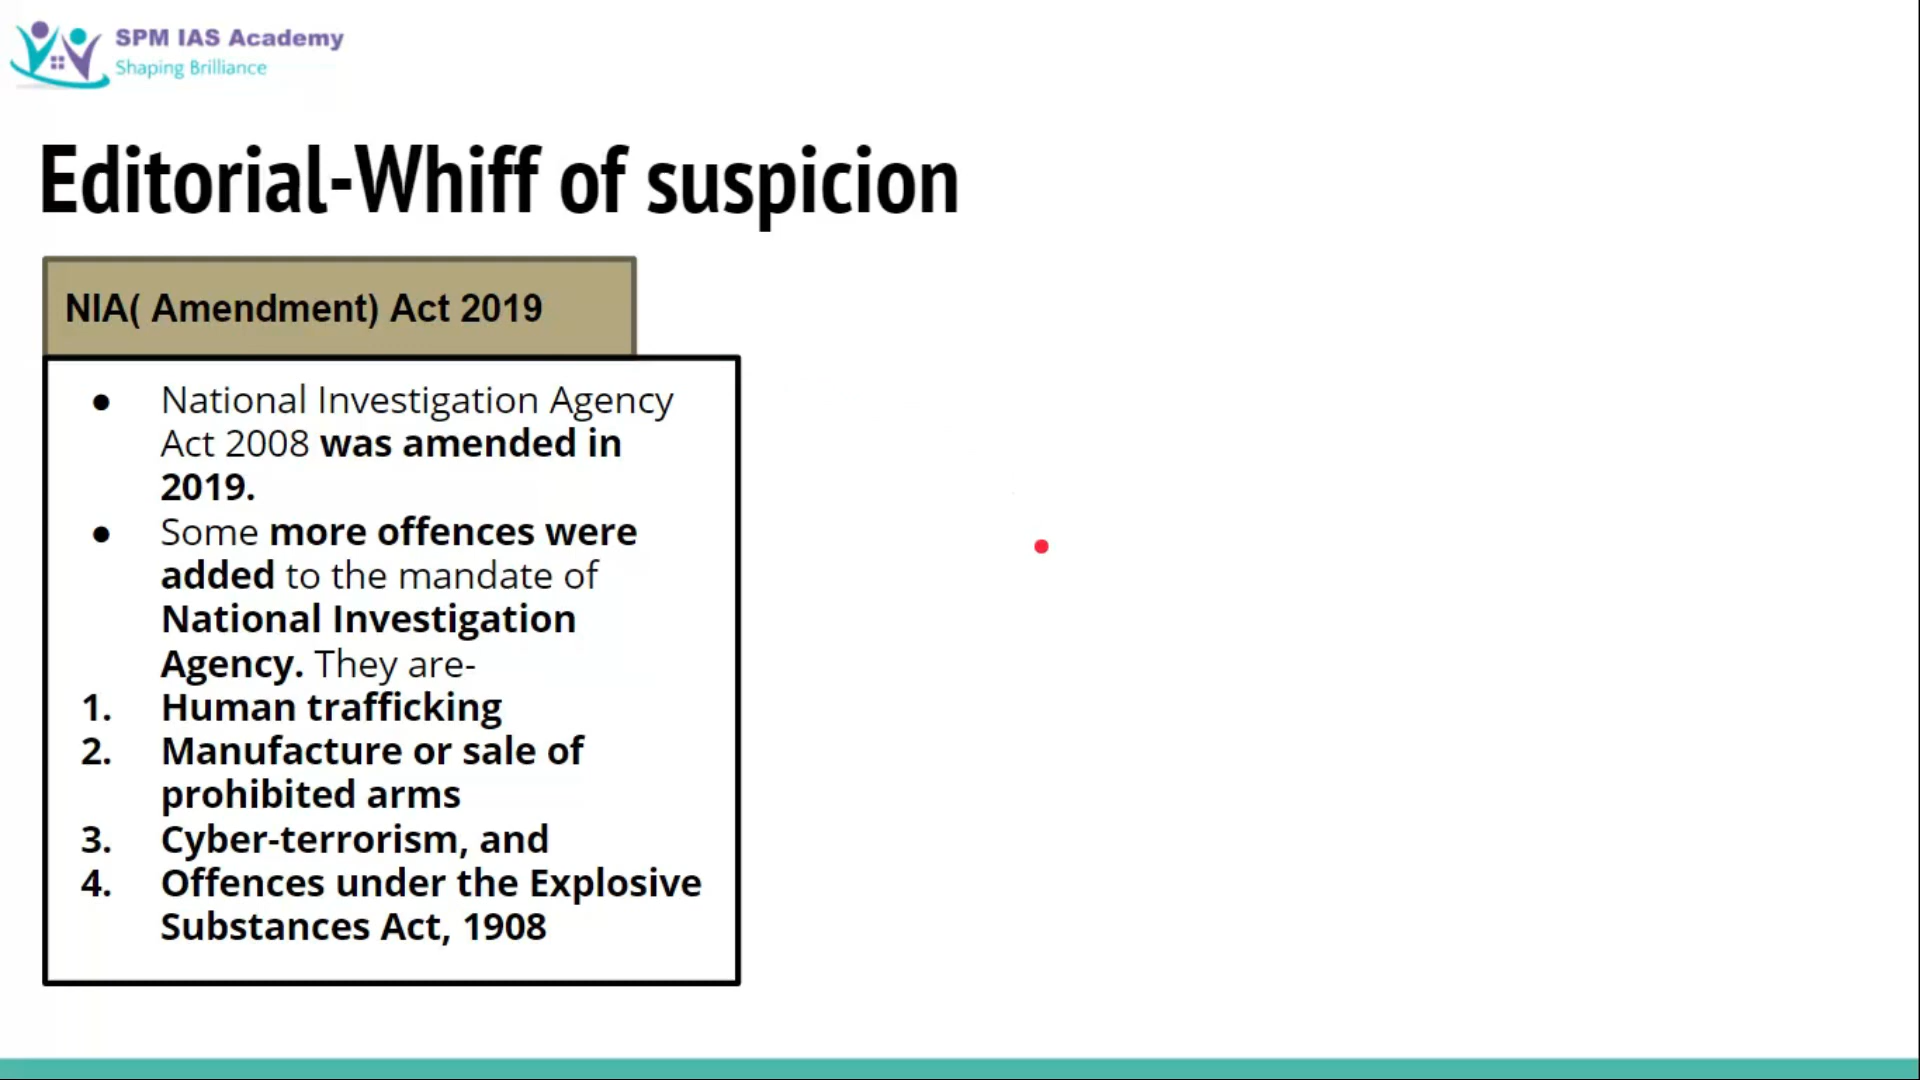 SPM IAS Academy
Shaping Brilliance
Editorial-Whiff of suspicion
NIA( Amendment) Act 2019
● National Investigation Agency
Act 2008 was amended in
2019.
● Some more offences were
added to the mandate of
National Investigation
Agency. They are-
1. Human trafficking
2. Manufacture or sale of
prohibited arms
3. Cyber-terrorism, and
4. Offences under the Explosive
Substances Act, 1908